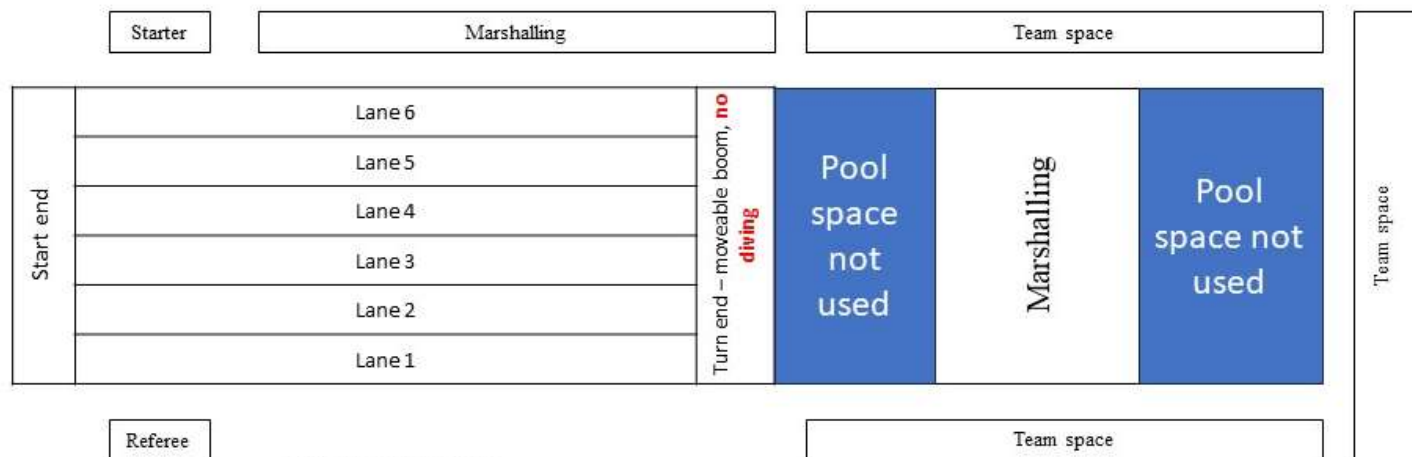 Starter
Marshalling
Team space
Start end
Lane 6
Lane 5
Lane 4
Lane 3
Lane 2
Lane 1
Turn end – moveable boom, no
diving
Pool
space
not
used
Marshalling
Pool
space not
used
Team space
Referee
Team space